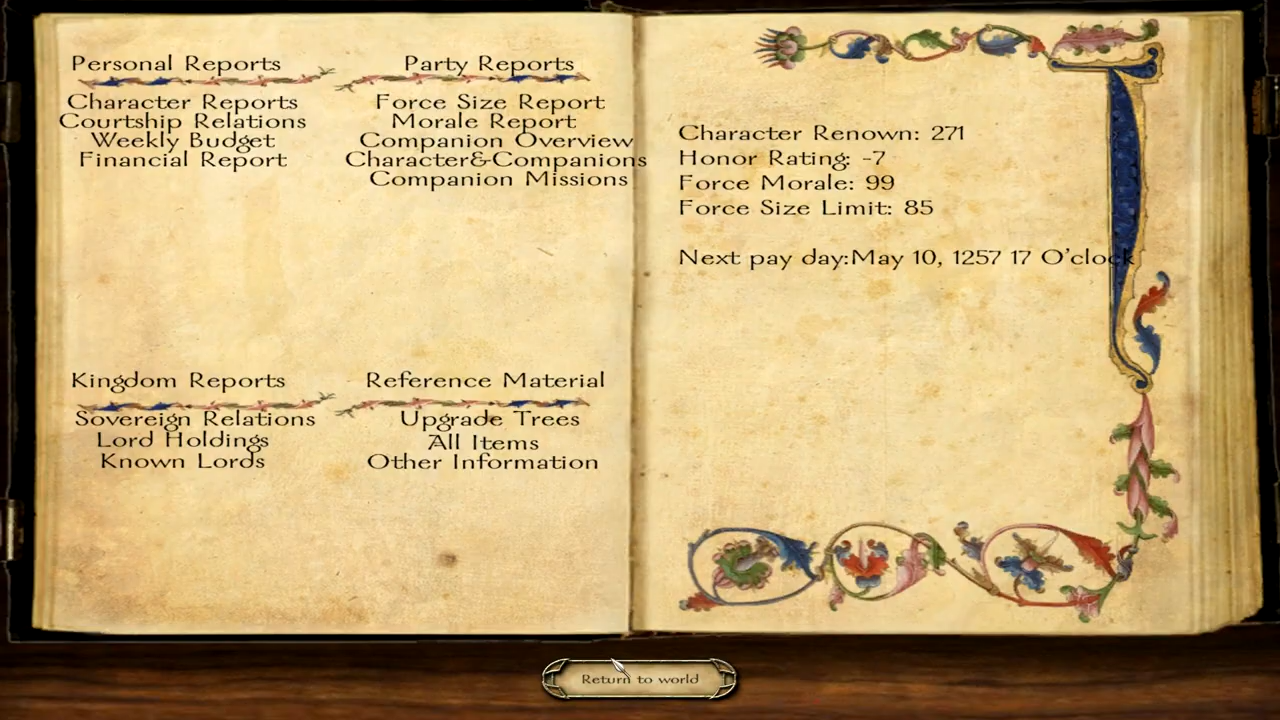 Personal Reports
Character Reports
Courtship Relations
Weekly Budget
Financial Report
Party Reports
Force Size Report
Morale Report
Companion Overview
Character&Companions
Companion Missions
Kingdom Reports
Sovereign Relations
Lord Holdings
Known Lords
Reference Material
Upgrade Trees
All Items
Other Information
Character Renown: 271
Honor Rating: -7
Force Morale: 99
Force Size Limit: 85
Next pay day:May 10, 1257 17 O'clock
Return to world